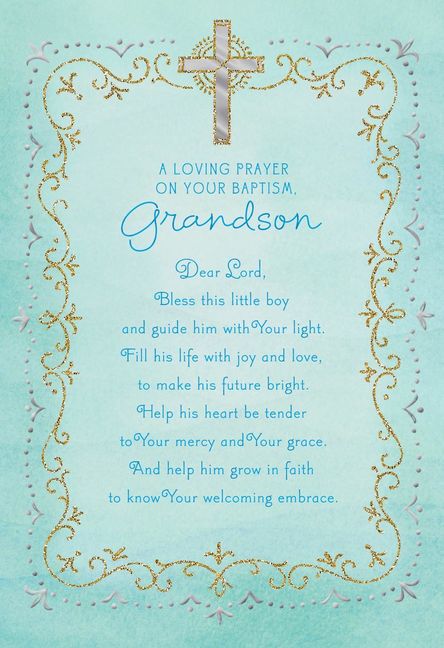 A LOVING PRAYER
ON YOUR BAPTISM,
Grandson
Dear Lord,
Bless this little boy
and guide him with Your light.
Fill his life with joy and love,
to make his future bright.
Help his heart be tender
to Your mercy and Your grace.
And help him grow in faith
to know Your welcoming embrace.